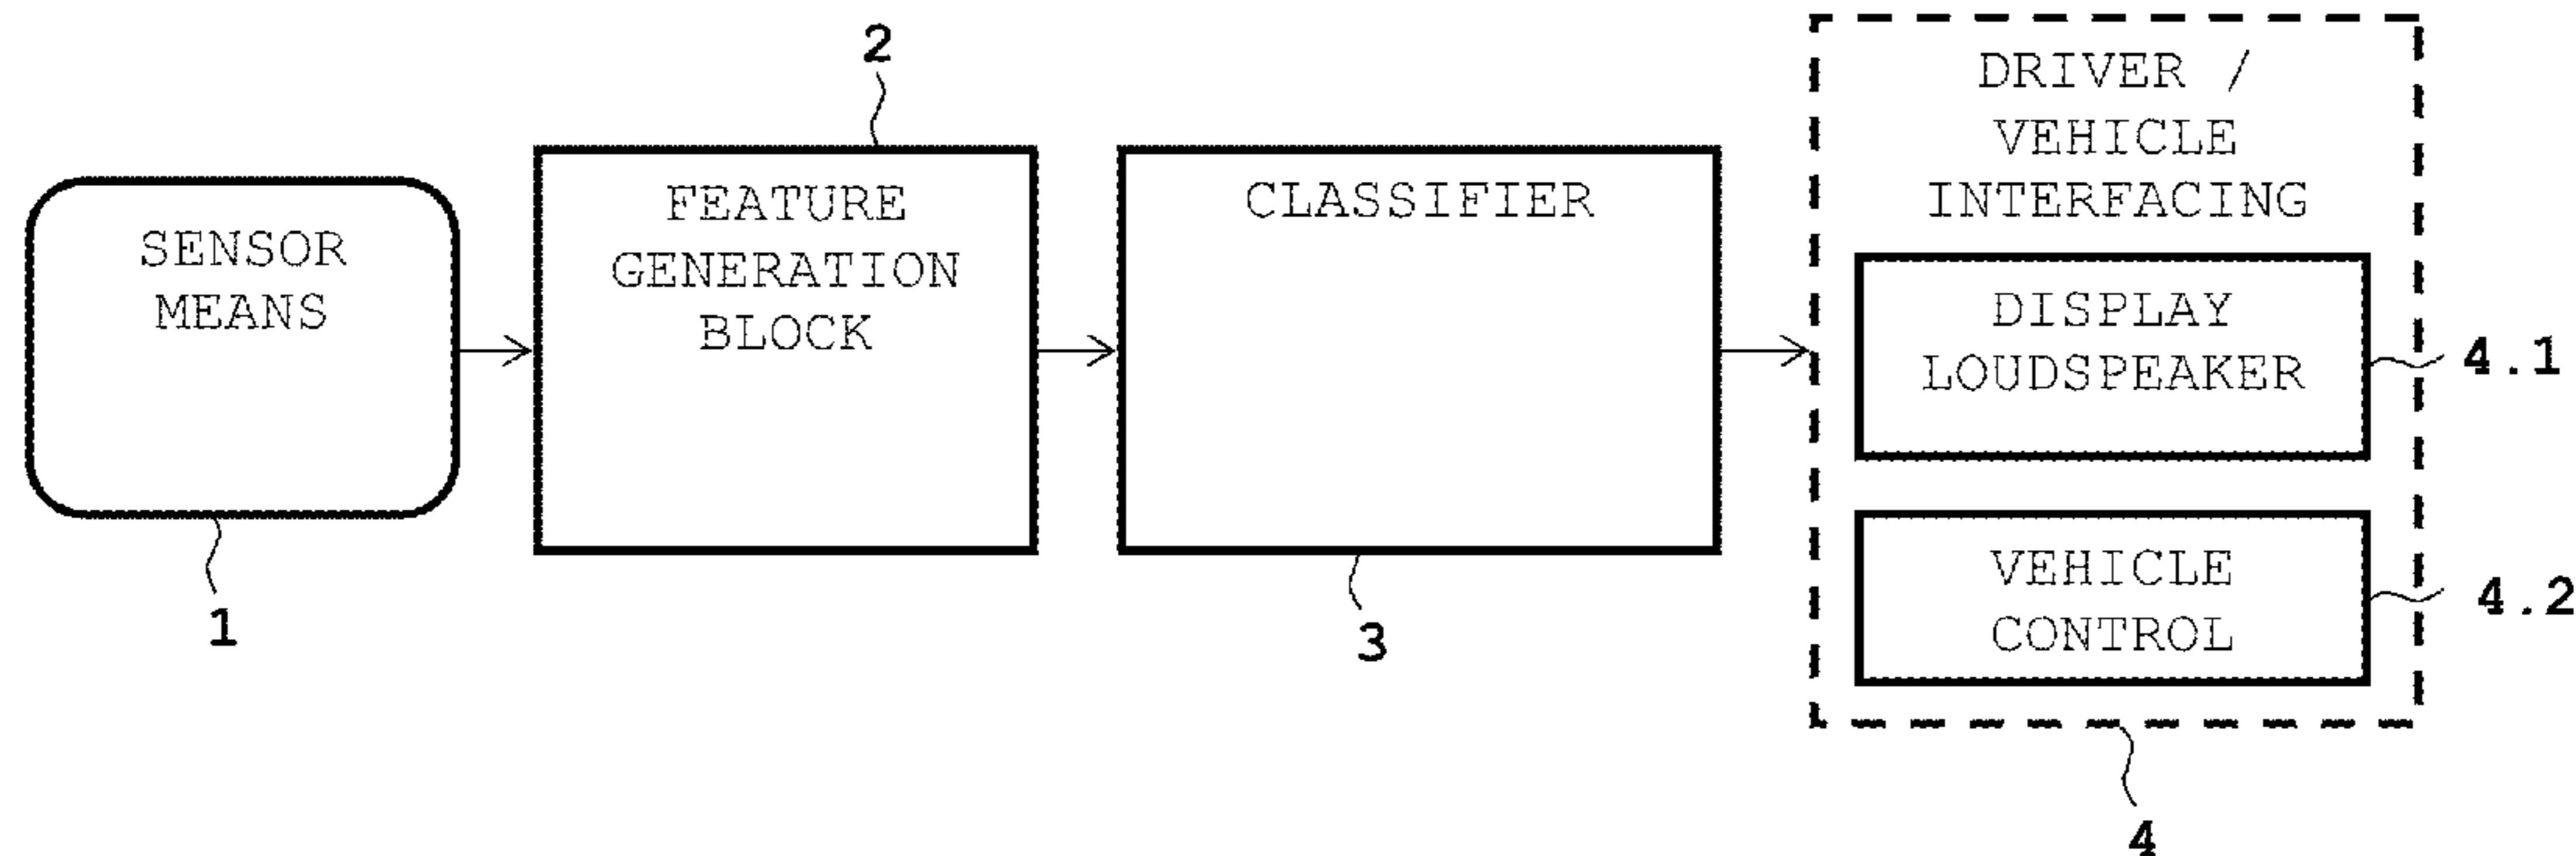 SENSOR
MEANS
1
2
FEATURE
GENERATION
BLOCK
CLASSIFIER
3
DRIVER /
VEHICLE
INTERFACING
DISPLAY
LOUDSPEAKER
4.1
VEHICLE
CONTROL
4.2
4